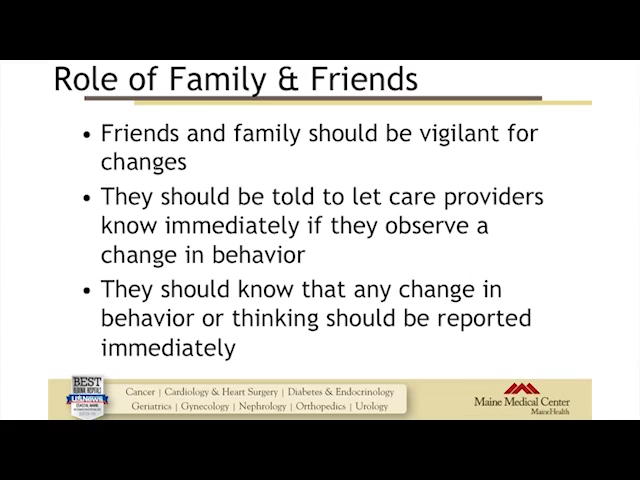 Role of Family & Friends
• Friends and family should be vigilant for
changes
• They should be told to let care providers
know immediately if they observe a
change in behavior
• They should know that any change in
behavior or thinking should be reported
immediately
BEST
REGIONAL HOSPITALS
U.S.News
Cancer | Cardiology & Heart Surgery | Diabetes & Endocrinology
Geriatrics | Gynecology | Nephrology | Orthopedics | Urology
Maine Medical Center
MaineHealth